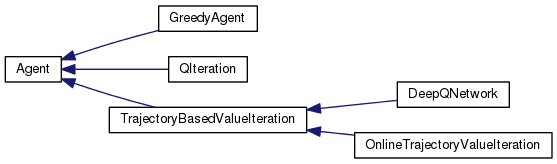 GreedyAgent
Agent
QIteration
DeepQNetwork
TrajectoryBasedValueIteration
OnlineTrajectoryValueIteration